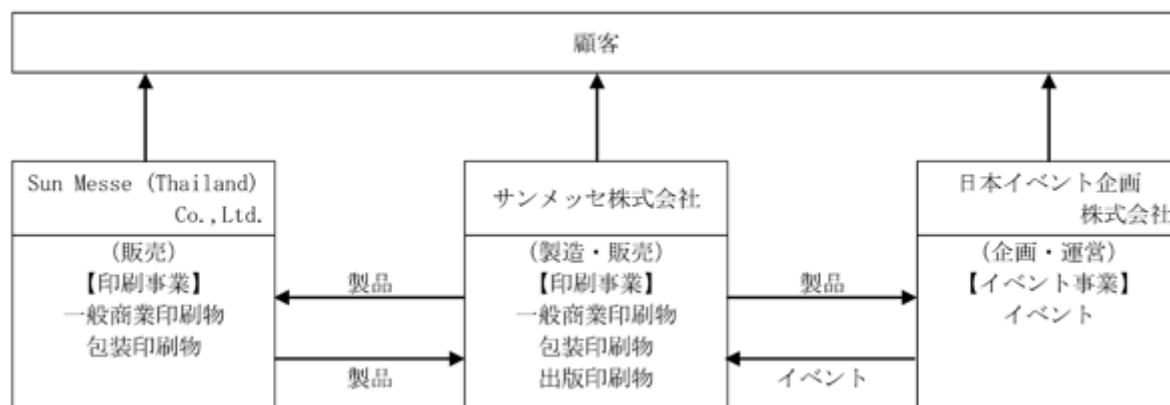 顧客
Sun Messe (Thailand)
Co.,Ltd.
(販売)
【印刷事業】
一般商業印刷物
包装印刷物
製品
製品
サンメッセ株式会社
(製造・販売)
【印刷事業】
一般商業印刷物
包装印刷物
出版印刷物
製品
イベント
日本イベント企画
株式会社
(企画・運営)
【イベント事業】
イベント